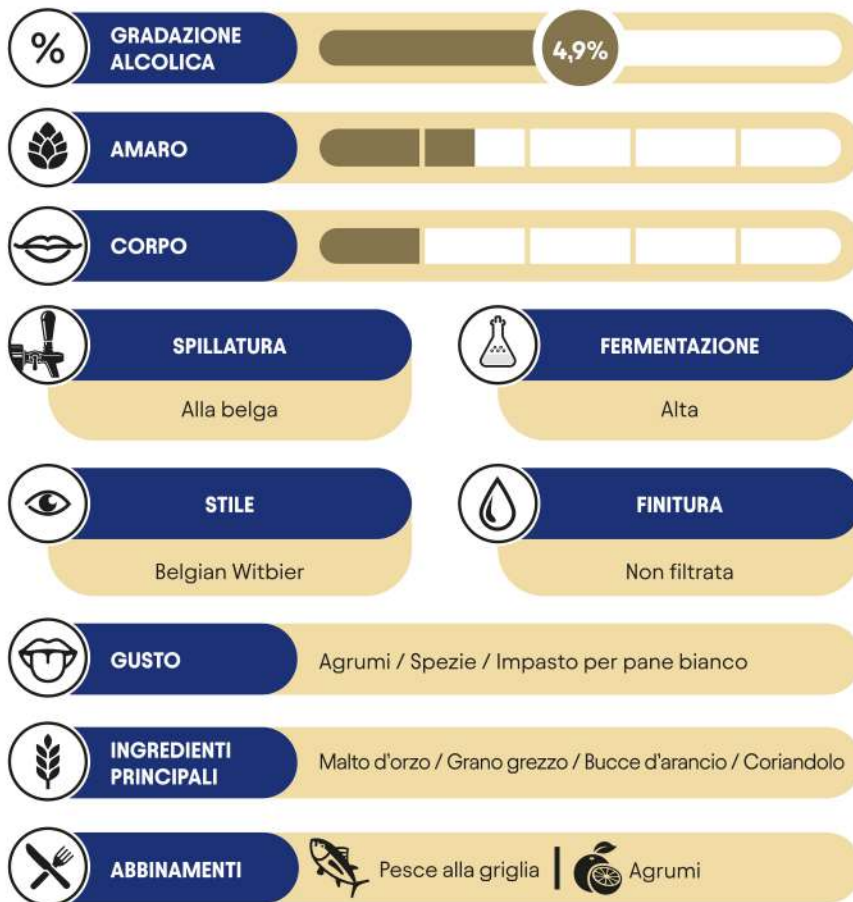 %
GRADAZIONE
ALCOLICA
4,9%
AMARO
CORPO
SPILLATURA
FERMENTAZIONE
Alla belga
Alta
STILE
FINITURA
Belgian Witbier
Non filtrata
GUSTO
Agrumi / Spezie / Impasto per pane bianco
INGREDIENTI
PRINCIPALI
Malto d'orzo / Grano grezzo / Bucce d'arancio / Coriandolo
ABBINAMENTI
Pesce alla griglia
Agrumi